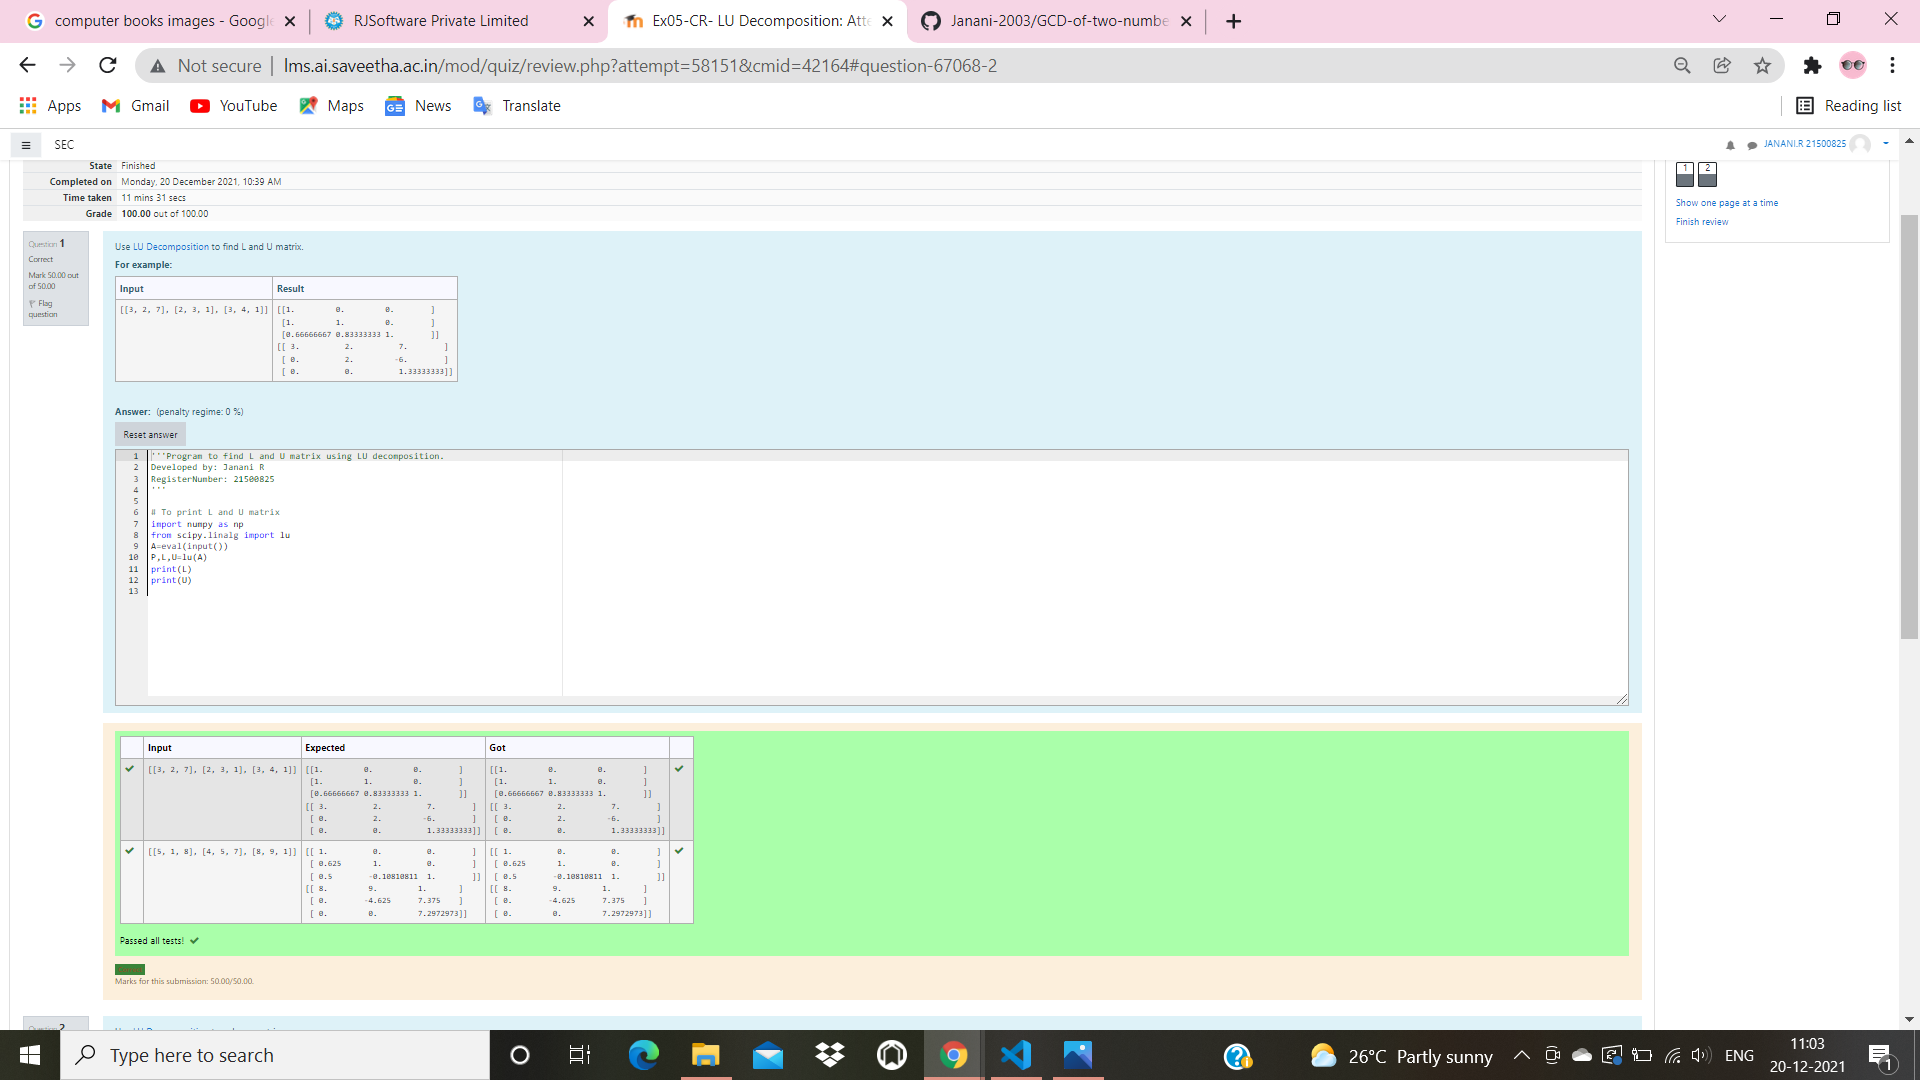 computer books images - Google
RJSoftware Private Limited
Ex05-CR- LU Decomposition: Atte
Janani-2003/GCD-of-two-numbe
Not secure
lms.ai.saveetha.ac.in/mod/quiz/review.php?attempt=58151&cmid=42164#question-67068-2
Apps
Gmail
YouTube
Maps
News
Translate
Reading list
SEC
JANANI.R 21500825
State Finished
Completed on Monday, 20 December 2021, 10:39 AM
Time taken 11 mins 31 secs
Grade 100.00 out of 100.00
1 2
Show one page at a time
Finish review
Question 1
Correct
Mark 50.00 out
of 50.00
Flag
question
Use LU Decomposition to find L and U matrix.
For example:
Input Result
[[3, 2, 7], [2, 3, 1], [3, 4, 1]] [[1. 0. 0. ]
[1. 1. 0. ]
[0.66666667 0.83333333 1. ]]
[[ 3. 2. 7. ]
[ 0. 2. -6. ]
[ 0. 0. 1.33333333]]
Answer: (penalty regime: 0 %)
Reset answer
1 '''Program to find L and U matrix using LU decomposition.
2 Developed by: Janani R
3 RegisterNumber: 21500825
4 '''
5
6 # To print L and U matrix
7 import numpy as np
8 from scipy.linalg import lu
9 A=eval(input())
10 P,L,U=lu(A)
11 print(L)
12 print(U)
13
Input Expected Got
[[3, 2, 7], [2, 3, 1], [3, 4, 1]] [[1. 0. 0. ] [[1. 0. 0. ]
[1. 1. 0. ] [1. 1. 0. ]
[0.66666667 0.83333333 1. ]] [0.66666667 0.83333333 1. ]]
[[ 3. 2. 7. ] [[ 3. 2. 7. ]
[ 0. 2. -6. ] [ 0. 2. -6. ]
[ 0. 0. 1.33333333]] [ 0. 0. 1.33333333]]
[[5, 1, 8], [4, 5, 7], [8, 9, 1]] [[ 1. 0. 0. ] [[ 1. 0. 0. ]
[ 0.625 1. 0. ] [ 0.625 1. 0. ]
[ 0.5 -0.10810811 1. ]] [ 0.5 -0.10810811 1. ]]
[[ 8. 9. 1. ] [[ 8. 9. 1. ]
[ 0. -4.625 7.375 ] [ 0. -4.625 7.375 ]
[ 0. 0. 7.2972973]] [ 0. 0. 7.2972973]]
Passed all tests!
Marks for this submission: 50.00/50.00.
Type here to search
26°C Partly sunny
ENG
11:03
20-12-2021
1